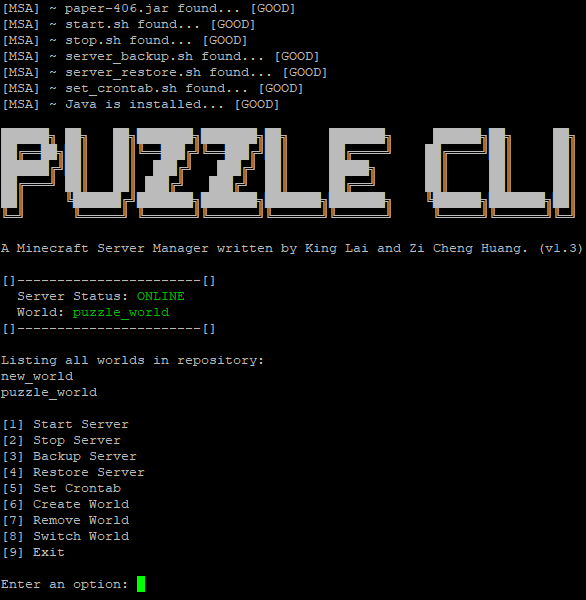 [MSA] ~ paper-406.jar found... [GOOD]
[MSA] ~ start.sh found... [GOOD]
[MSA] ~ stop.sh found... [GOOD]
[MSA] ~ server_backup.sh found... [GOOD]
[MSA] ~ server_restore.sh found... [GOOD]
[MSA] ~ set_crontab.sh found... [GOOD]
[MSA] ~ Java is installed... [GOOD]
PUZZLE CLI
A Minecraft Server Manager written by King Lai and Zi Cheng Huang. (v1.3)
[]-----------------------[]
Server Status: ONLINE
World: puzzle_world
[]-----------------------[]
Listing all worlds in repository:
new_world
puzzle_world
[1] Start Server
[2] Stop Server
[3] Backup Server
[4] Restore Server
[5] Set Crontab
[6] Create World
[7] Remove World
[8] Switch World
[9] Exit
Enter an option: